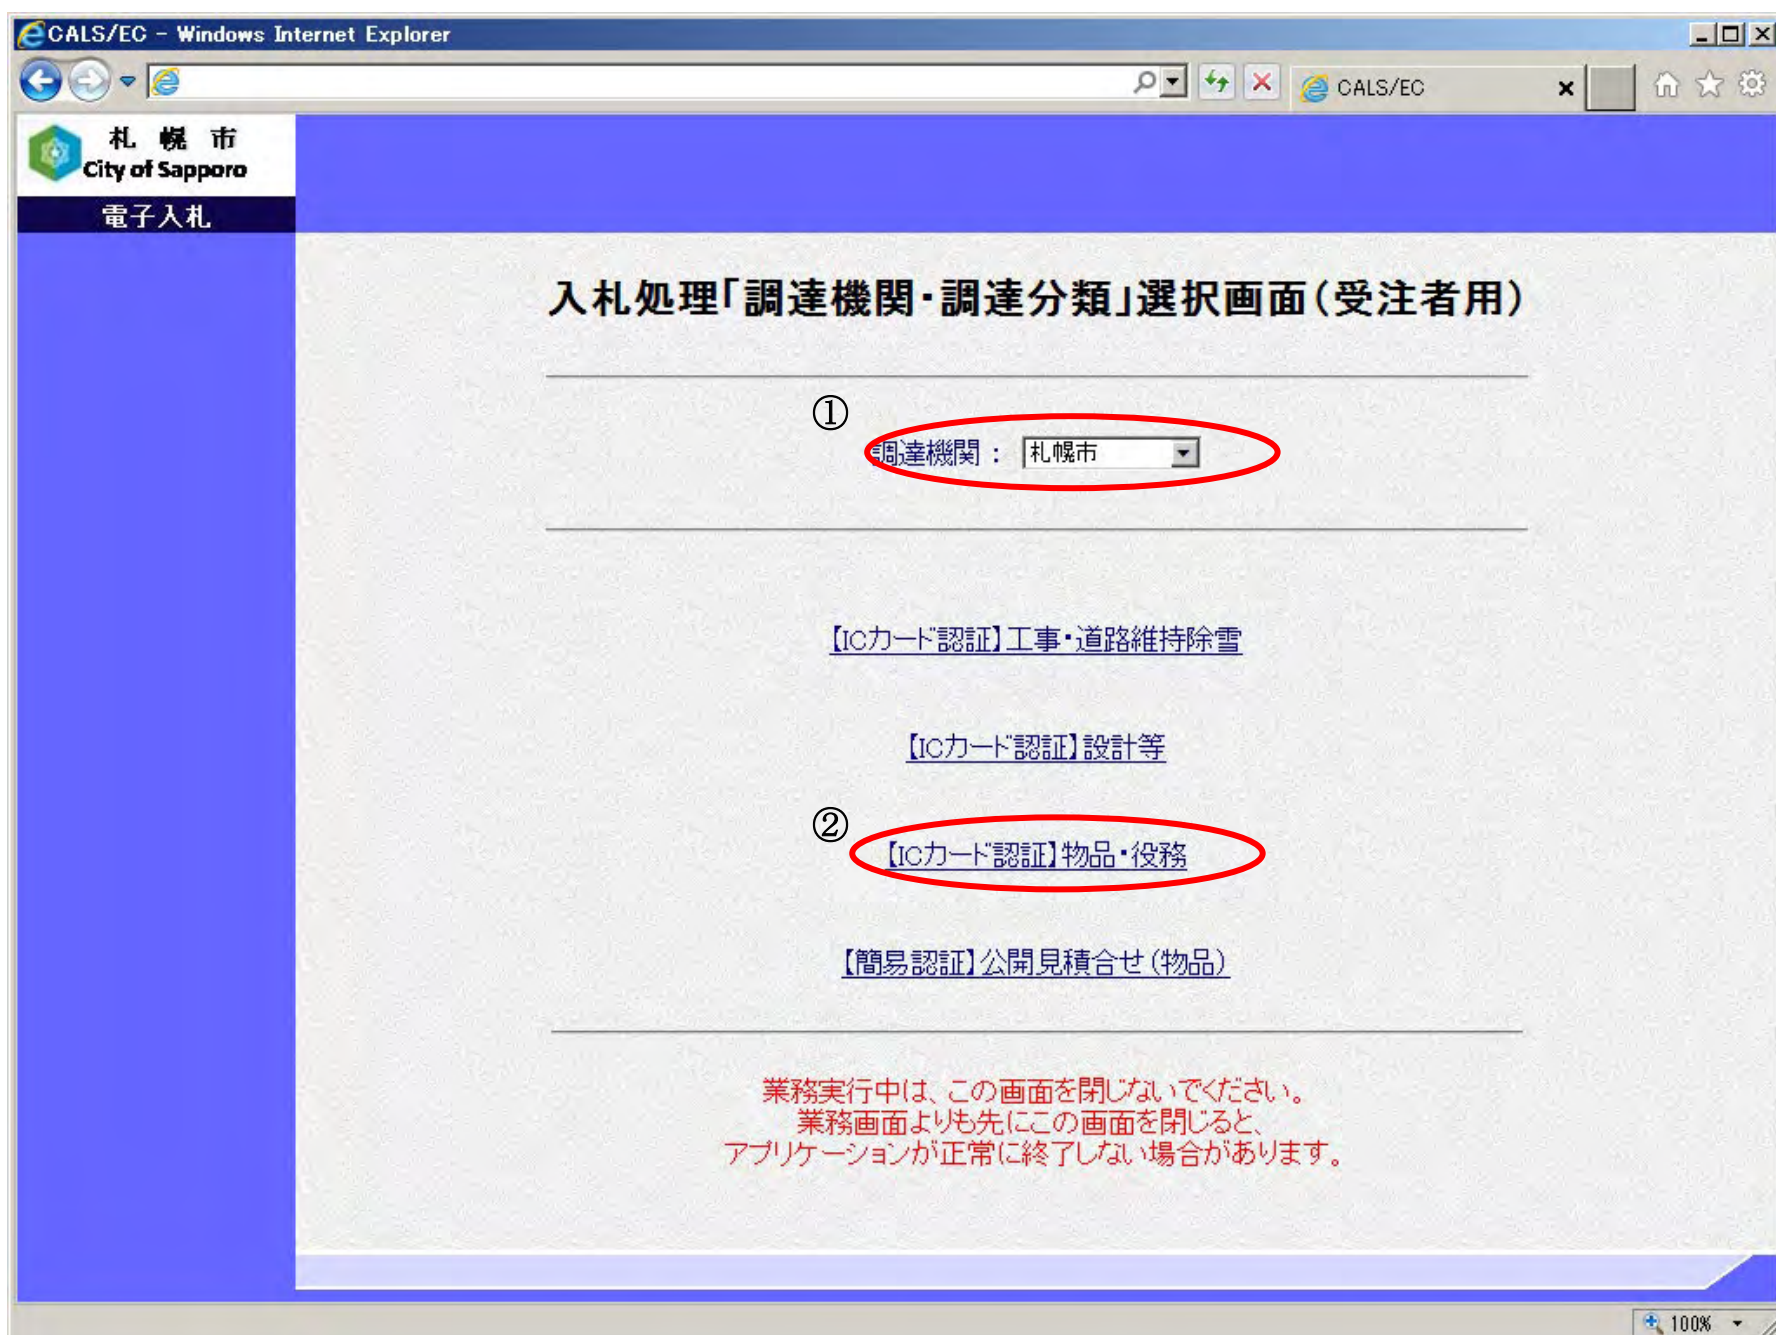 CALS/EC - Windows Internet Explorer
CALS/EC
札 幌 市
City of Sapporo
電子入札
入札処理「調達機関・調達分類」選択画面(受注者用)
①
調達機関： 札幌市
【ICカード認証】工事・道路維持除雪
【ICカード認証】設計等
②
【ICカード認証】物品・役務
【簡易認証】公開見積合せ(物品)
業務実行中は、この画面を閉じないでください。
業務画面よりも先にこの画面を閉じると、
アプリケーションが正常に終了しない場合があります。
100%